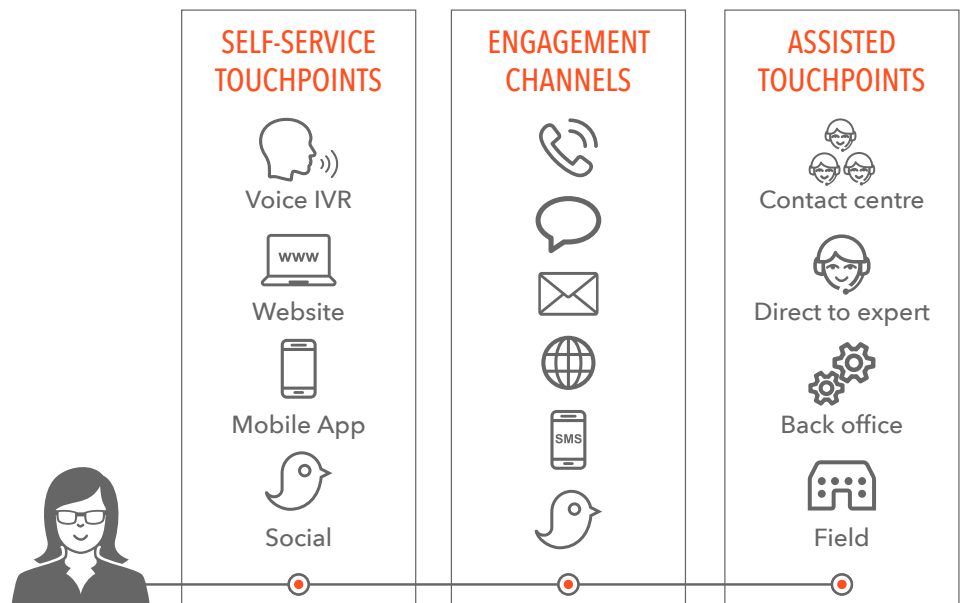 SELF-SERVICE
TOUCHPOINTS
Voice IVR
www
Website
Mobile App
Social
ENGAGEMENT
CHANNELS
SMS
ASSISTED
TOUCHPOINTS
Contact centre
Direct to expert
Back office
Field